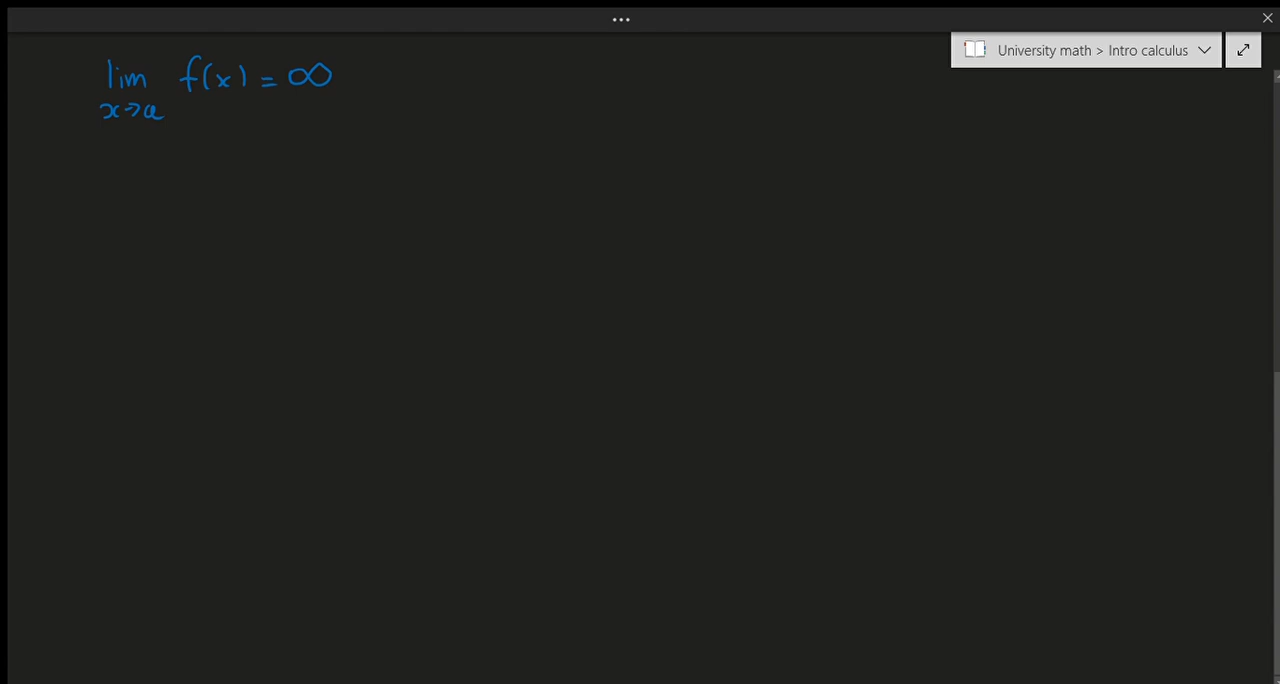 University math > Intro calculus
lim f(x) = ∞
x→a